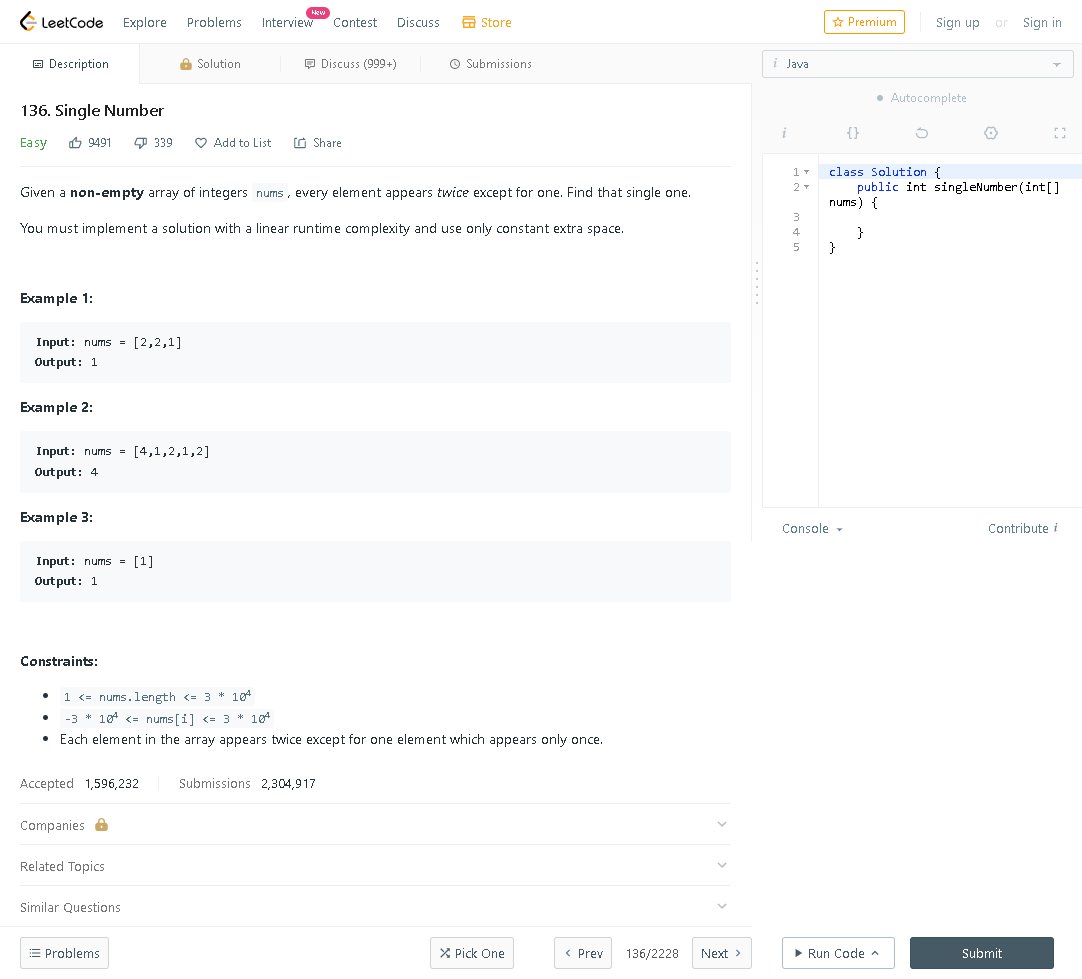 LeetCode Explore Problems Interview New Contest Discuss Store Premium Sign up or Sign in
Description Solution Discuss (999+) Submissions
136. Single Number
Easy 9491 339 Add to List Share
Given a non-empty array of integers nums, every element appears twice except for one. Find that single one.
You must implement a solution with a linear runtime complexity and use only constant extra space.
Example 1:
Input: nums = [2,2,1]
Output: 1
Example 2:
Input: nums = [4,1,2,1,2]
Output: 4
Example 3:
Input: nums = [1]
Output: 1
Constraints:
1 <= nums.length <= 3 * 10⁴
-3 * 10⁴ <= nums[i] <= 3 * 10⁴
Each element in the array appears twice except for one element which appears only once.
Accepted 1,596,232 Submissions 2,304,917
Companies
Related Topics
Similar Questions
Problems Pick One Prev 136/2228 Next
i Java
Autocomplete
i {}
1 class Solution {
2 public int singleNumber(int[]
nums) {
3
4 }
5 }
Console Contribute i
Run Code Submit